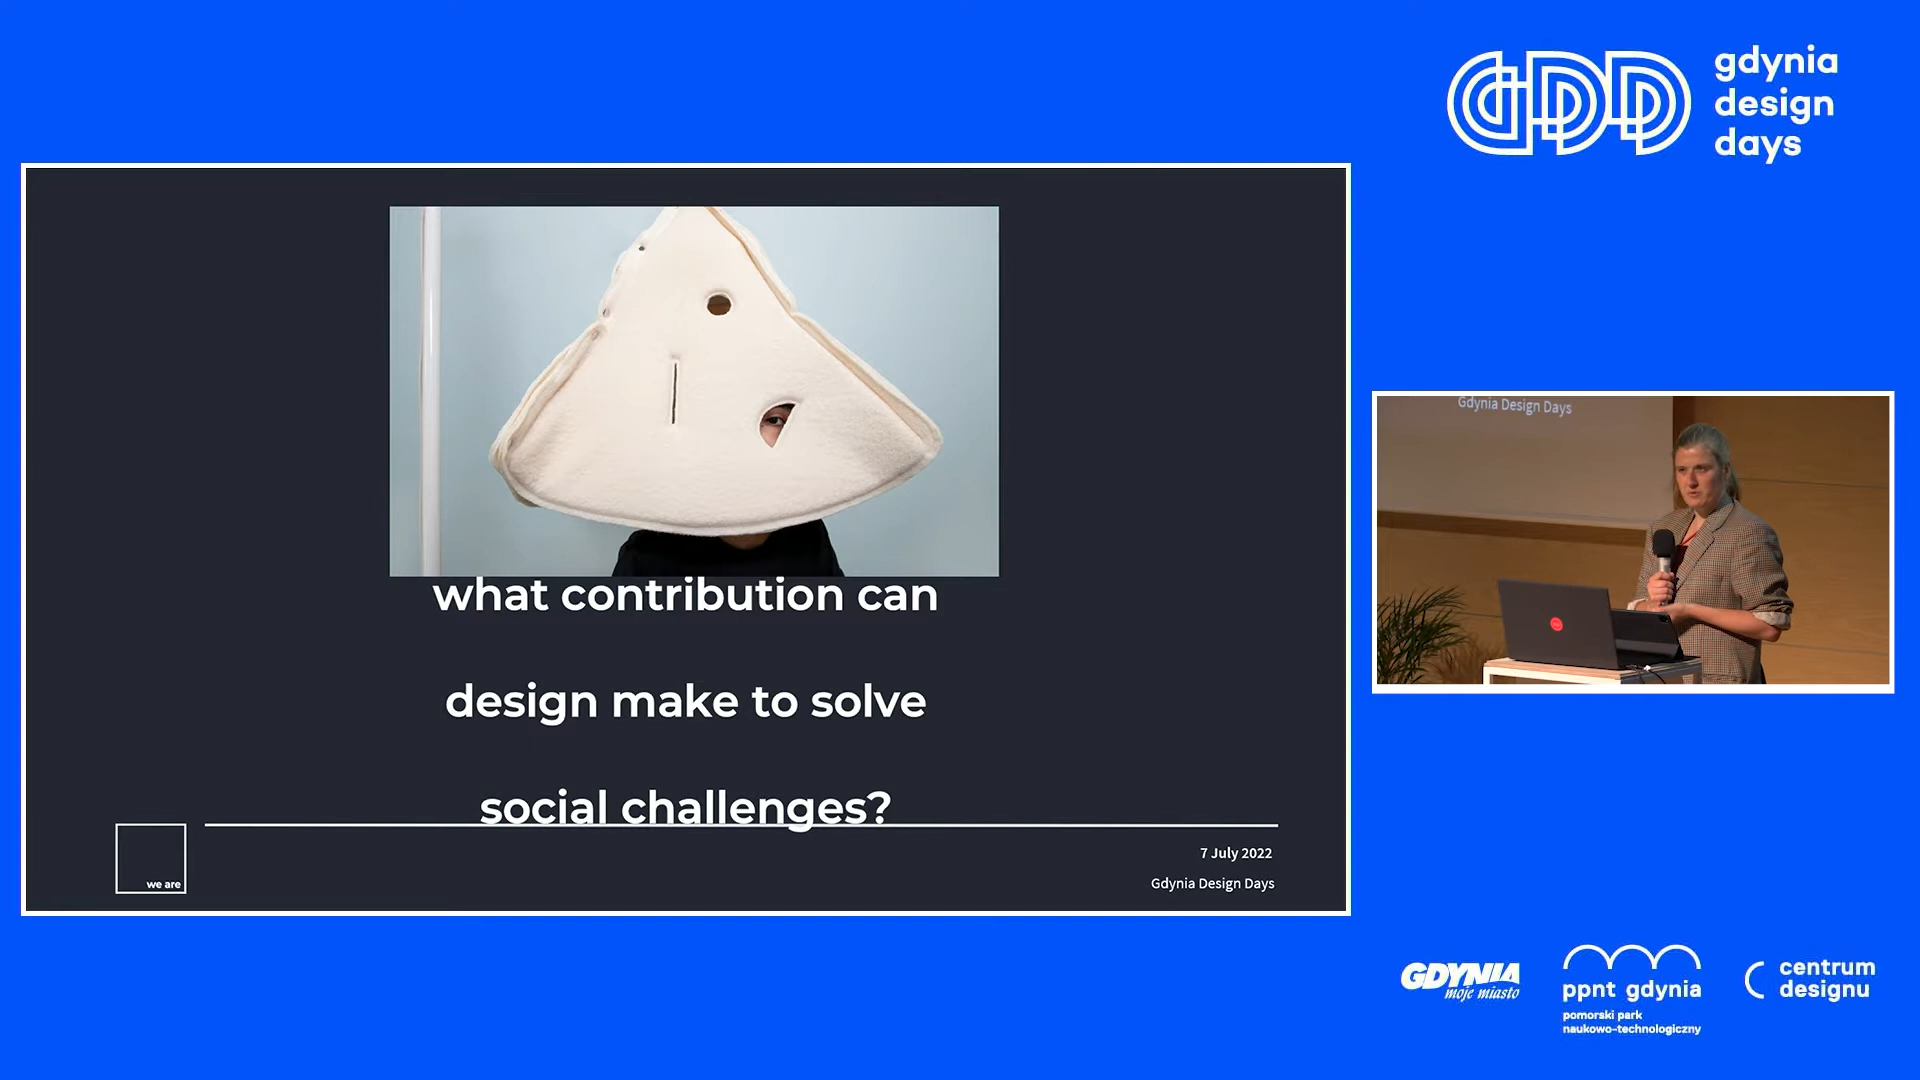 gdynia
design
days
what contribution can
design make to solve
social challenges?
we are
7 July 2022
Gdynia Design Days
Gdynia Design Days
GDYNIA
moje miasto
ppnt gdynia
pomorski park
naukowo-technologiczny
centrum
designu